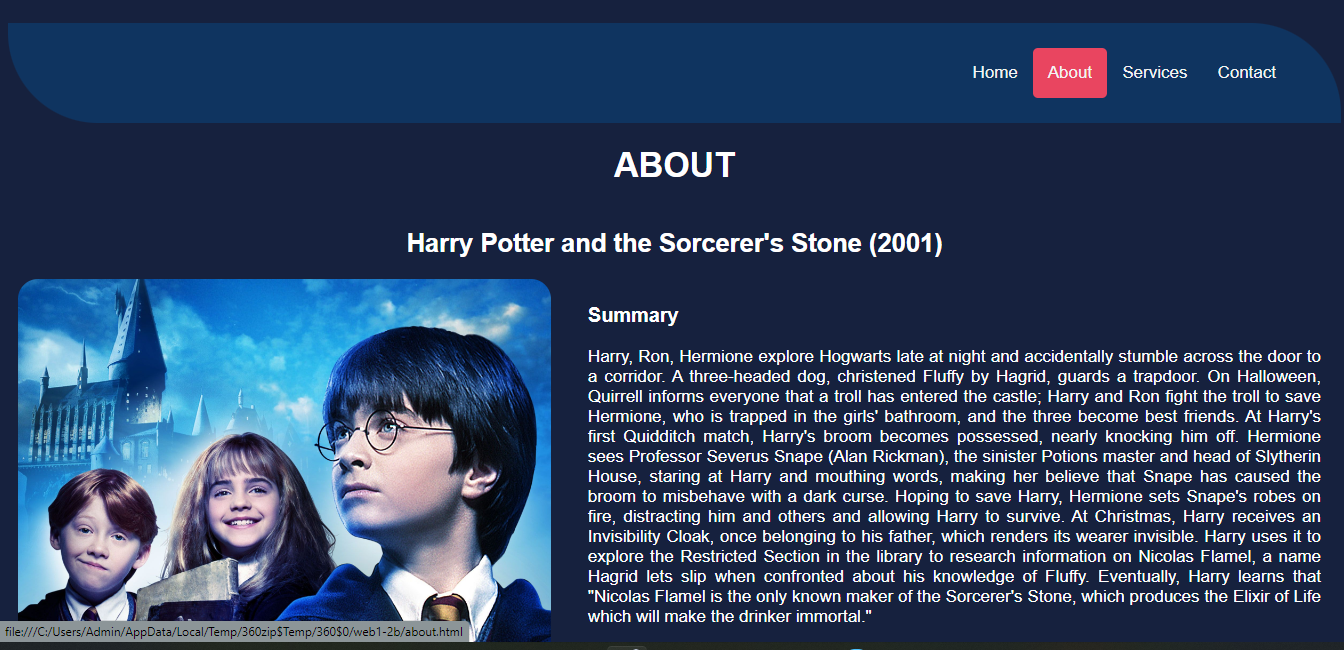 Home About Services Contact
ABOUT
Harry Potter and the Sorcerer's Stone (2001)
Summary
Harry, Ron, Hermione explore Hogwarts late at night and accidentally stumble across the door to
a corridor. A three-headed dog, christened Fluffy by Hagrid, guards a trapdoor. On Halloween,
Quirrell informs everyone that a troll has entered the castle; Harry and Ron fight the troll to save
Hermione, who is trapped in the girls' bathroom, and the three become best friends. At Harry's
first Quidditch match, Harry's broom becomes possessed, nearly knocking him off. Hermione
sees Professor Severus Snape (Alan Rickman), the sinister Potions master and head of Slytherin
House, staring at Harry and mouthing words, making her believe that Snape has caused the
broom to misbehave with a dark curse. Hoping to save Harry, Hermione sets Snape's robes on
fire, distracting him and others and allowing Harry to survive. At Christmas, Harry receives an
Invisibility Cloak, once belonging to his father, which renders its wearer invisible. Harry uses it to
explore the Restricted Section in the library to research information on Nicolas Flamel, a name
Hagrid lets slip when confronted about his knowledge of Fluffy. Eventually, Harry learns that
"Nicolas Flamel is the only known maker of the Sorcerer's Stone, which produces the Elixir of Life
which will make the drinker immortal."
file:///C:/Users/Admin/AppData/Local/Temp/360zip$Temp/360$0/web1-2b/about.html